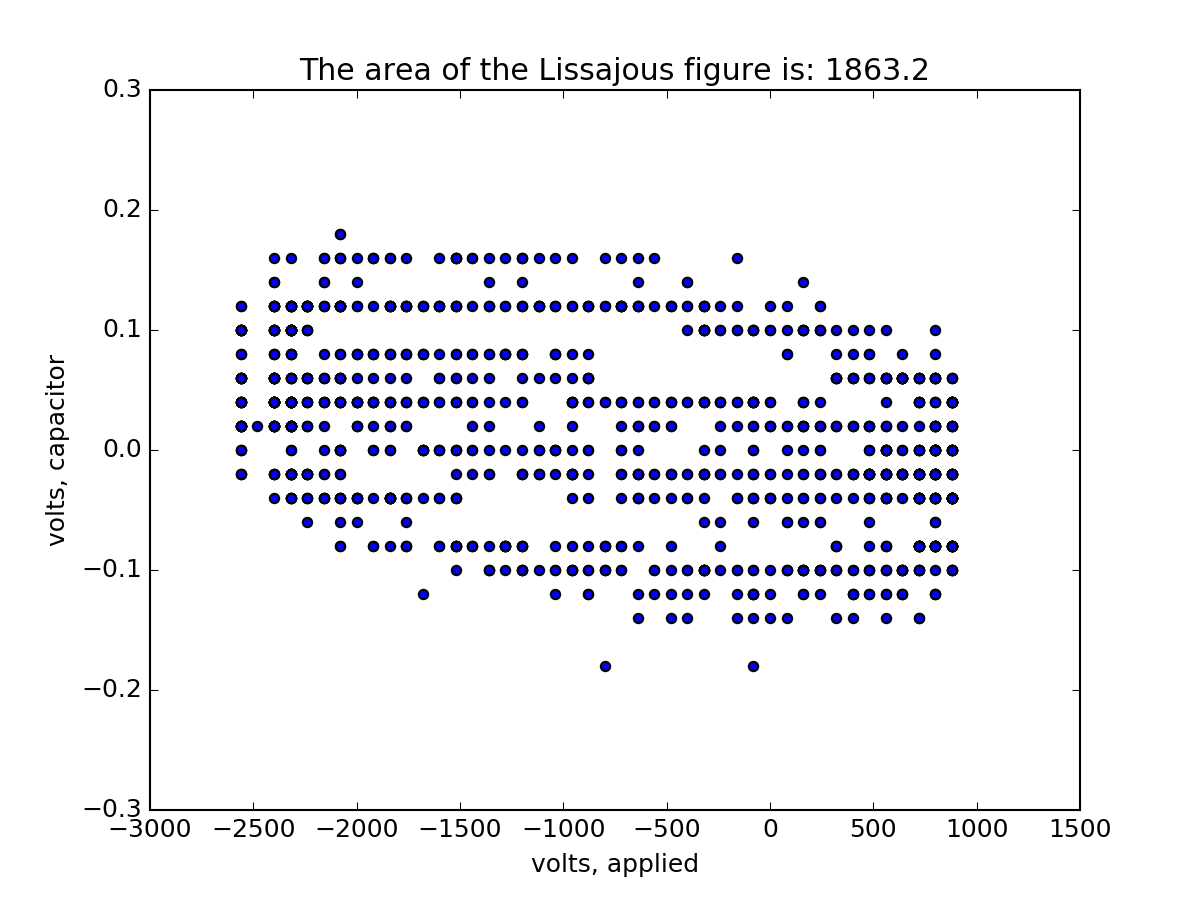 The area of the Lissajous figure is: 1863.2
0.3
0.2
0.1
0.0
−0.1
−0.2
−0.3
volts, capacitor
−3000 −2500 −2000 −1500 −1000 −500 0 500 1000 1500
volts, applied